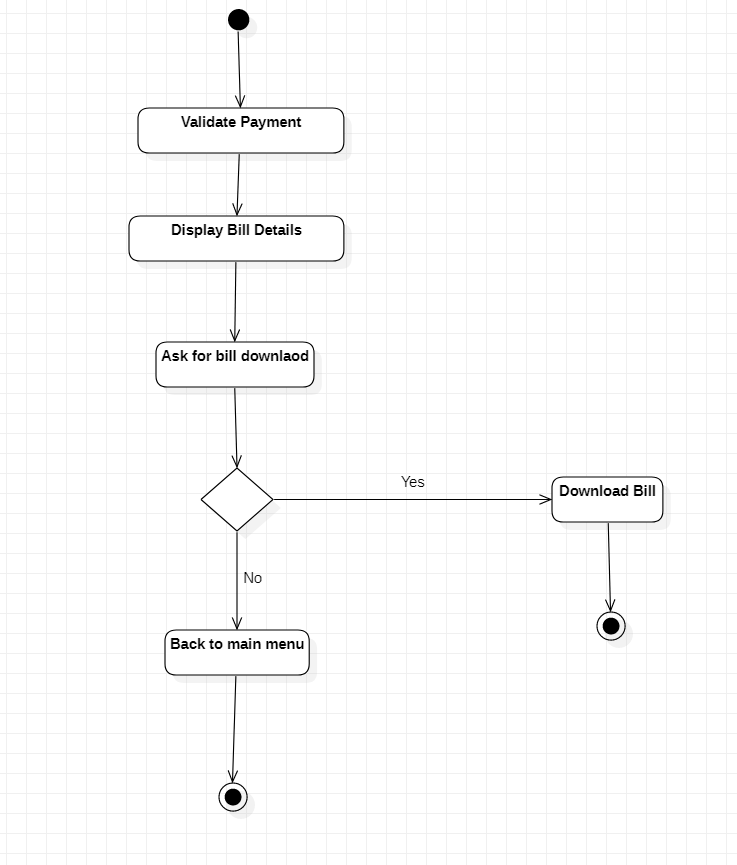 Validate Payment
Display Bill Details
Ask for bill downlaod
Yes
Download Bill
No
Back to main menu